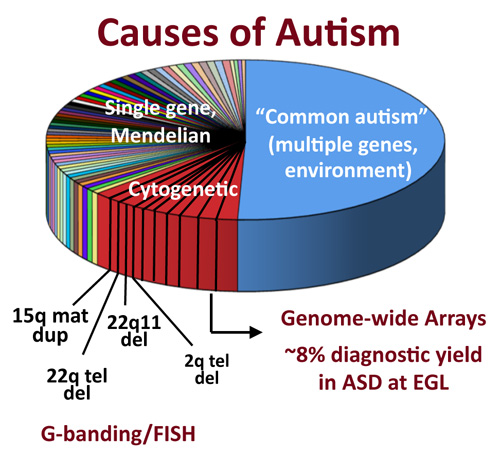 Causes of Autism
Single gene,
Mendelian
"Common autism"
(multiple genes,
environment)
Cytogenetic
15q mat
dup
22q11
del
22q tel
del
2q tel
del
G-banding/FISH
Genome-wide Arrays
~8% diagnostic yield
in ASD at EGL